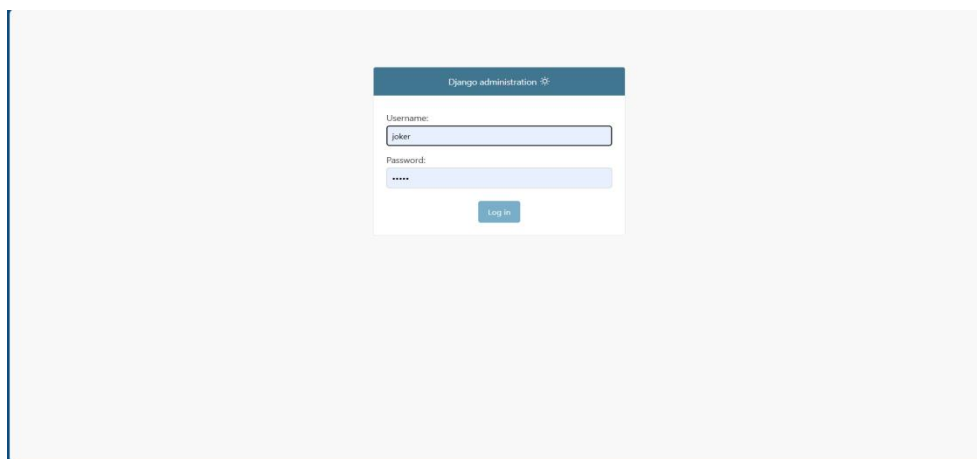 Django administration
Username:
joker
Password:
•••••
Log in